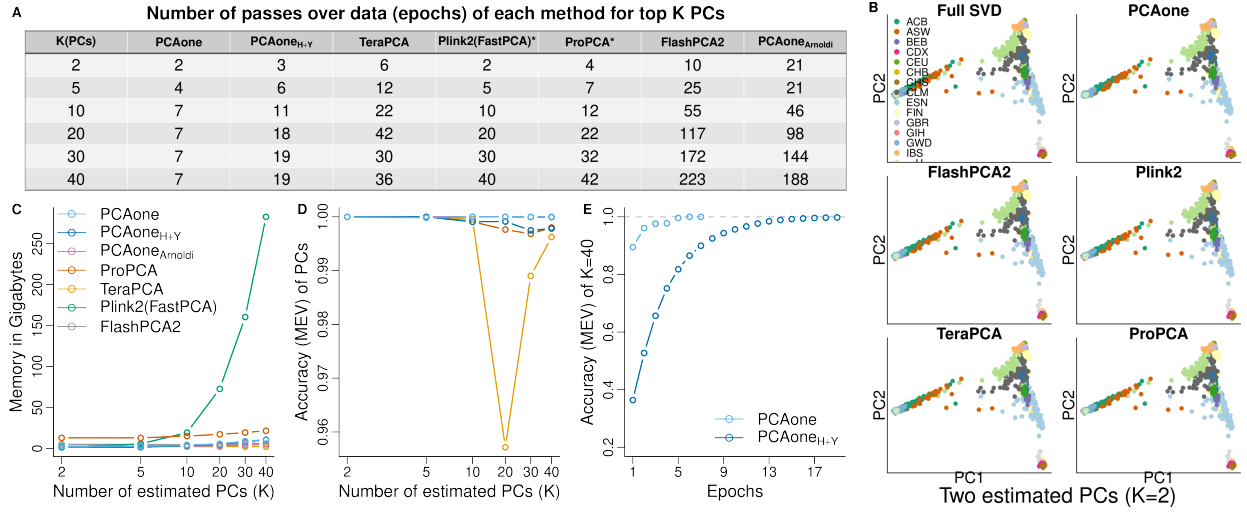 A
Number of passes over data (epochs) of each method for top K PCs
K(PCs) PCAone PCAoneH+Y TeraPCA Plink2(FastPCA)* ProPCA* FlashPCA2 PCAoneArnoldi
2 2 3 6 2 4 10 21
5 4 6 12 5 7 25 21
10 7 11 22 10 12 55 46
20 7 18 42 20 22 117 98
30 7 19 30 30 32 172 144
40 7 19 36 40 42 223 188
B
Full SVD
PCAone
PC2
PC2
ACB
ASW
BEB
CDX
CEU
CHB
CHS
CLM
ESN
FIN
GBR
GIH
GWD
IBS
FlashPCA2
Plink2
PC2
PC2
TeraPCA
ProPCA
PC2
PC2
PC1
PC1
Two estimated PCs (K=2)
C
PCAone
PCAoneH+Y
PCAoneArnoldi
ProPCA
TeraPCA
Plink2(FastPCA)
FlashPCA2
Memory in Gigabytes
0 50 100 150 200 250
2 5 10 20 30 40
Number of estimated PCs (K)
D
Accuracy (MEV) of PCs
0.96 0.97 0.98 0.99 1.00
2 5 10 20 30 40
Number of estimated PCs (K)
E
Accuracy (MEV) of K=40
0.2 0.4 0.6 0.8 1.0
PCAone
PCAoneH+Y
1 5 9 13 17
Epochs